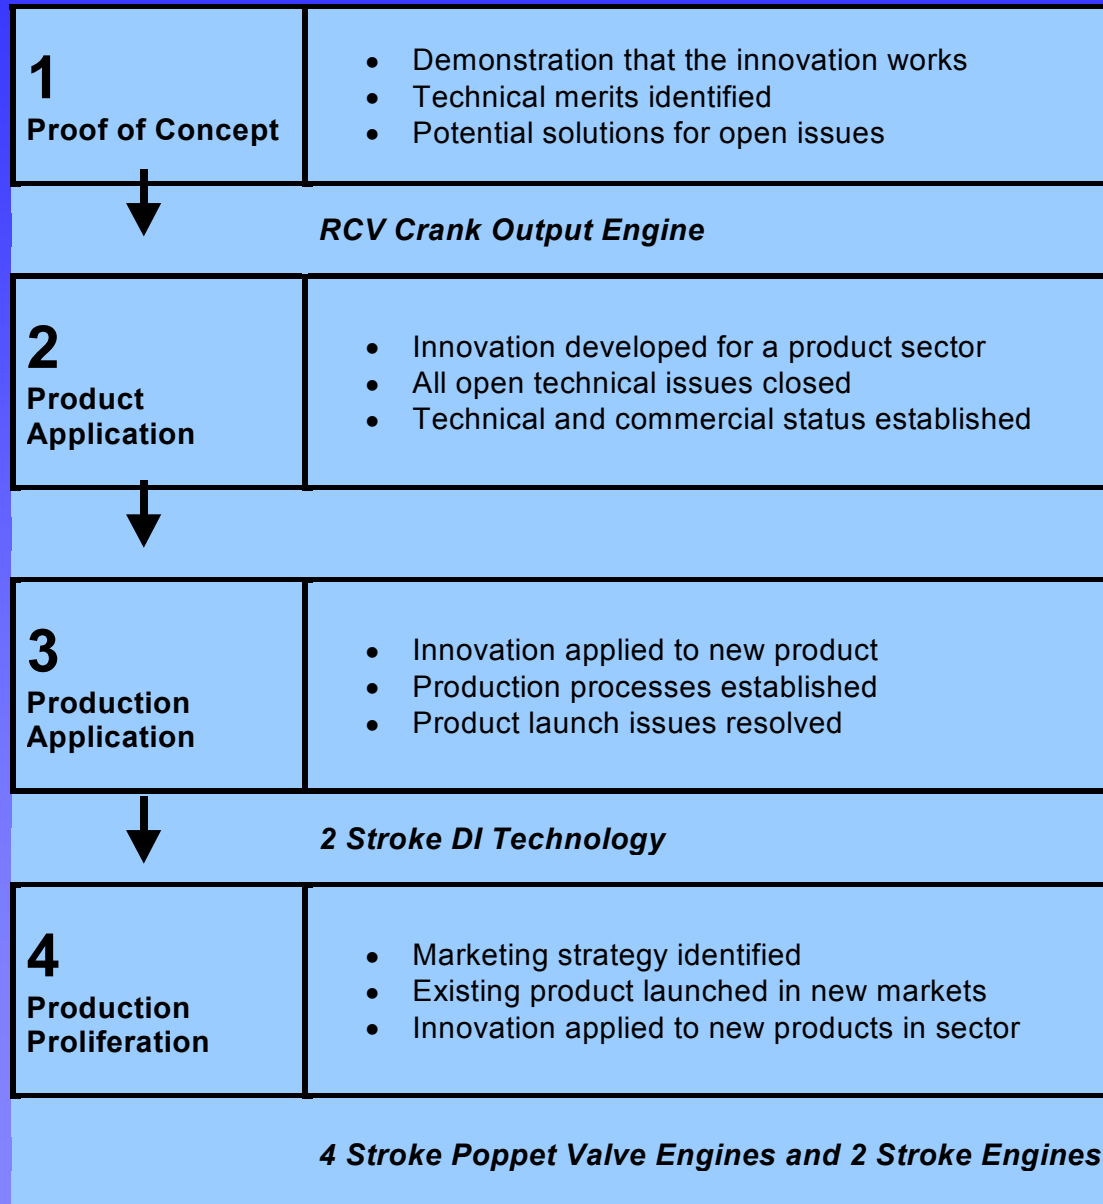 1
Proof of Concept
• Demonstration that the innovation works
• Technical merits identified
• Potential solutions for open issues
RCV Crank Output Engine
2
Product
Application
• Innovation developed for a product sector
• All open technical issues closed
• Technical and commercial status established
3
Production
Application
• Innovation applied to new product
• Production processes established
• Product launch issues resolved
2 Stroke DI Technology
4
Production
Proliferation
• Marketing strategy identified
• Existing product launched in new markets
• Innovation applied to new products in sector
4 Stroke Poppet Valve Engines and 2 Stroke Engines